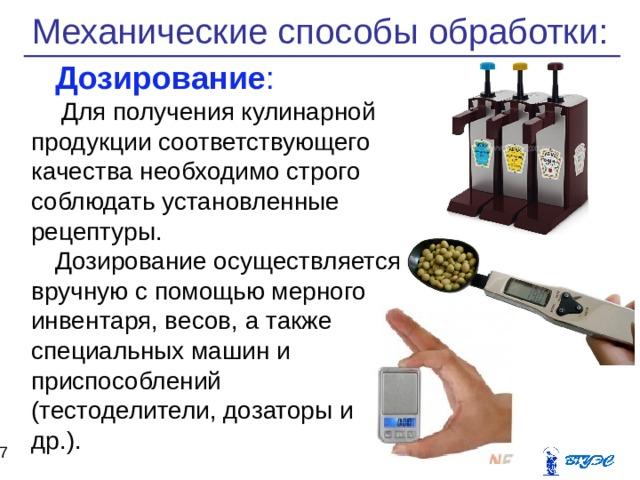 Механические способы обработки:
Дозирование:
Для получения кулинарной
продукции соответствующего
качества необходимо строго
соблюдать установленные
рецептуры.
Дозирование осуществляется
вручную с помощью мерного
инвентаря, весов, а также
специальных машин и
приспособлений
(тестоделители, дозаторы и
др.).
7
ВГУЭС